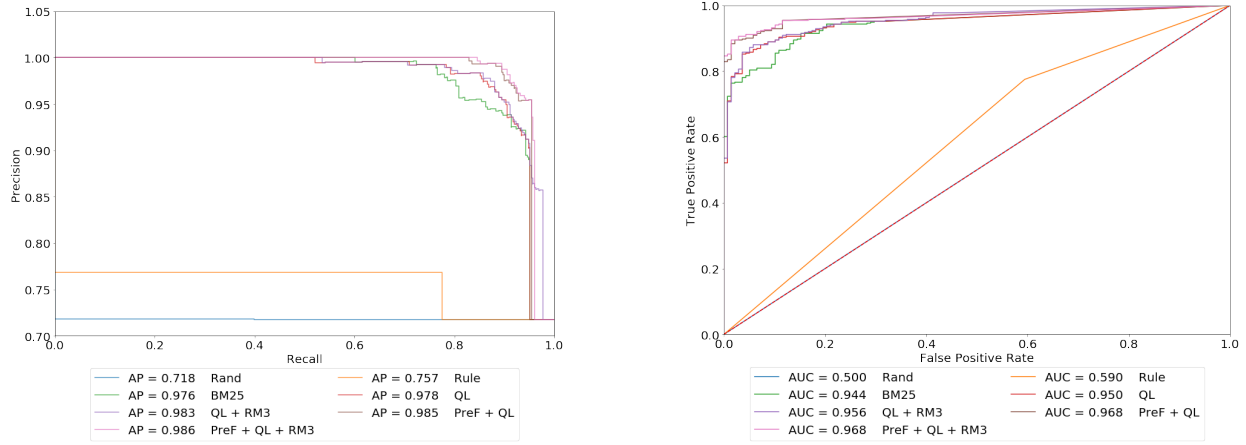 1.05
1.00
0.95
0.90
0.85
0.80
0.75
0.70
Precision
0.0 0.2 0.4 0.6 0.8 1.0
Recall
AP = 0.718 Rand AP = 0.757 Rule
AP = 0.976 BM25 AP = 0.978 QL
AP = 0.983 QL + RM3 AP = 0.985 PreF + QL
AP = 0.986 PreF + QL + RM3
1.0
0.8
0.6
0.4
0.2
0.0
True Positive Rate
0.0 0.2 0.4 0.6 0.8 1.0
False Positive Rate
AUC = 0.500 Rand AUC = 0.590 Rule
AUC = 0.944 BM25 AUC = 0.950 QL
AUC = 0.956 QL + RM3 AUC = 0.968 PreF + QL
AUC = 0.968 PreF + QL + RM3